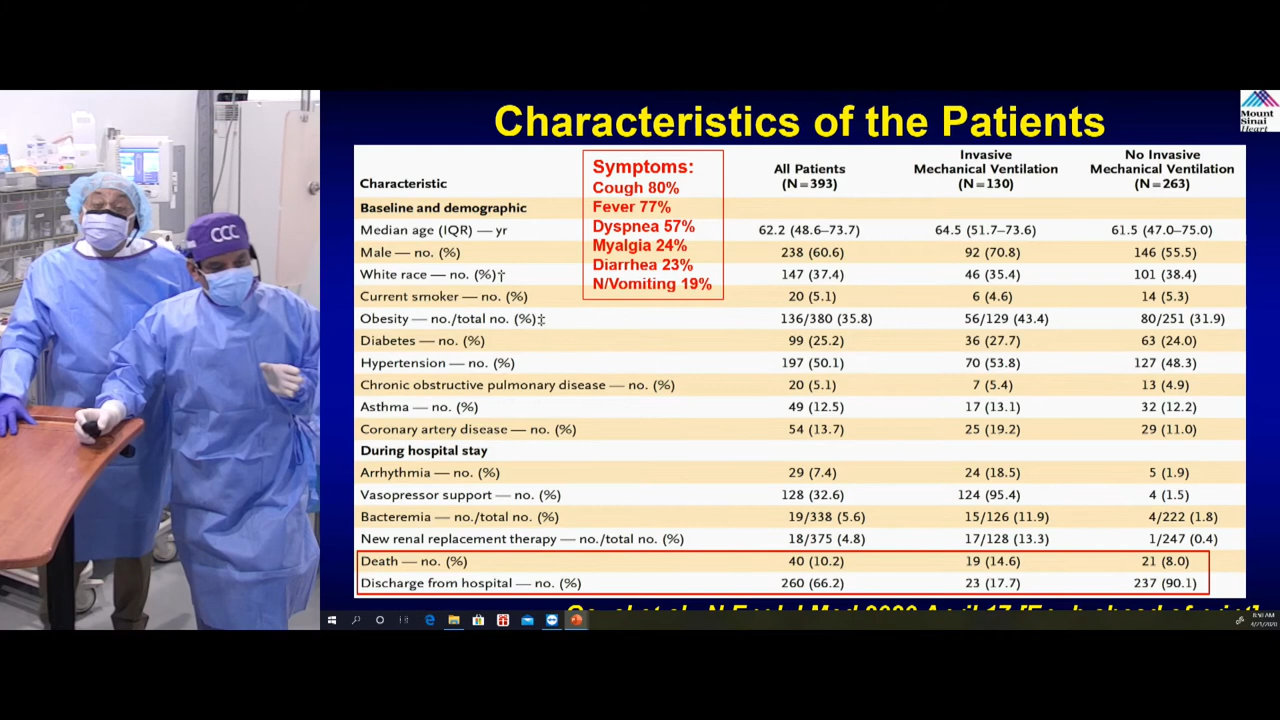 Characteristics of the Patients
Mount
Sinai
Heart
CCC
Symptoms:
Cough 80%
Fever 77%
Dyspnea 57%
Myalgia 24%
Diarrhea 23%
N/Vomiting 19%
Characteristic All Patients (N=393) Invasive Mechanical Ventilation (N=130) No Invasive Mechanical Ventilation (N=263)
Baseline and demographic
Median age (IQR) — yr 62.2 (48.6–73.7) 64.5 (51.7–73.6) 61.5 (47.0–75.0)
Male — no. (%) 238 (60.6) 92 (70.8) 146 (55.5)
White race — no. (%)† 147 (37.4) 46 (35.4) 101 (38.4)
Current smoker — no. (%) 20 (5.1) 6 (4.6) 14 (5.3)
Obesity — no./total no. (%)‡ 136/380 (35.8) 56/129 (43.4) 80/251 (31.9)
Diabetes — no. (%) 99 (25.2) 36 (27.7) 63 (24.0)
Hypertension — no. (%) 197 (50.1) 70 (53.8) 127 (48.3)
Chronic obstructive pulmonary disease — no. (%) 20 (5.1) 7 (5.4) 13 (4.9)
Asthma — no. (%) 49 (12.5) 17 (13.1) 32 (12.2)
Coronary artery disease — no. (%) 54 (13.7) 25 (19.2) 29 (11.0)
During hospital stay
Arrhythmia — no. (%) 29 (7.4) 24 (18.5) 5 (1.9)
Vasopressor support — no. (%) 128 (32.6) 124 (95.4) 4 (1.5)
Bacteremia — no./total no. (%) 19/338 (5.6) 15/126 (11.9) 4/222 (1.8)
New renal replacement therapy — no./total no. (%) 18/375 (4.8) 17/128 (13.3) 1/247 (0.4)
Death — no. (%) 40 (10.2) 19 (14.6) 21 (8.0)
Discharge from hospital — no. (%) 260 (66.2) 23 (17.7) 237 (90.1)
4/21/2020